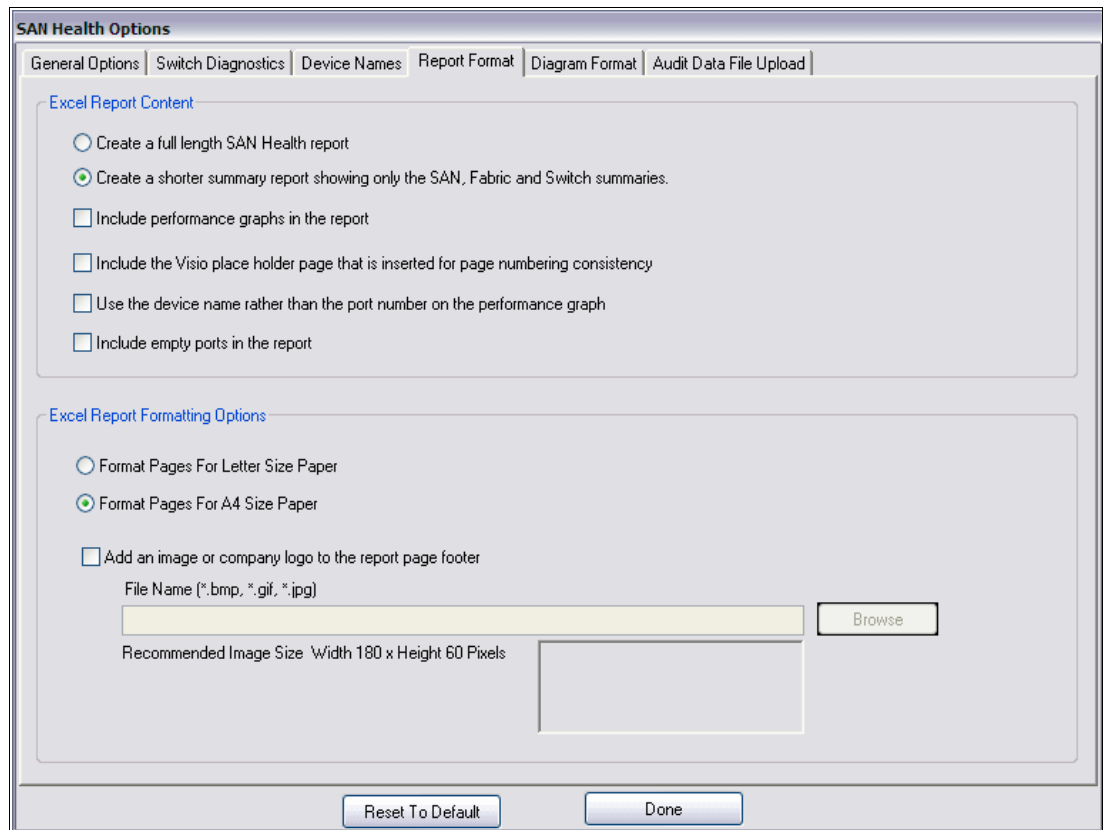 SAN Health Options
General Options
Switch Diagnostics
Device Names
Report Format
Diagram Format
Audit Data File Upload
Excel Report Content
Create a full length SAN Health report
Create a shorter summary report showing only the SAN, Fabric and Switch summaries.
Include performance graphs in the report
Include the Visio place holder page that is inserted for page numbering consistency
Use the device name rather than the port number on the performance graph
Include empty ports in the report
Excel Report Formatting Options
Format Pages For Letter Size Paper
Format Pages For A4 Size Paper
Add an image or company logo to the report page footer
File Name (*.bmp, *.gif, *.jpg)
Browse
Recommended Image Size Width 180 x Height 60 Pixels
Reset To Default
Done